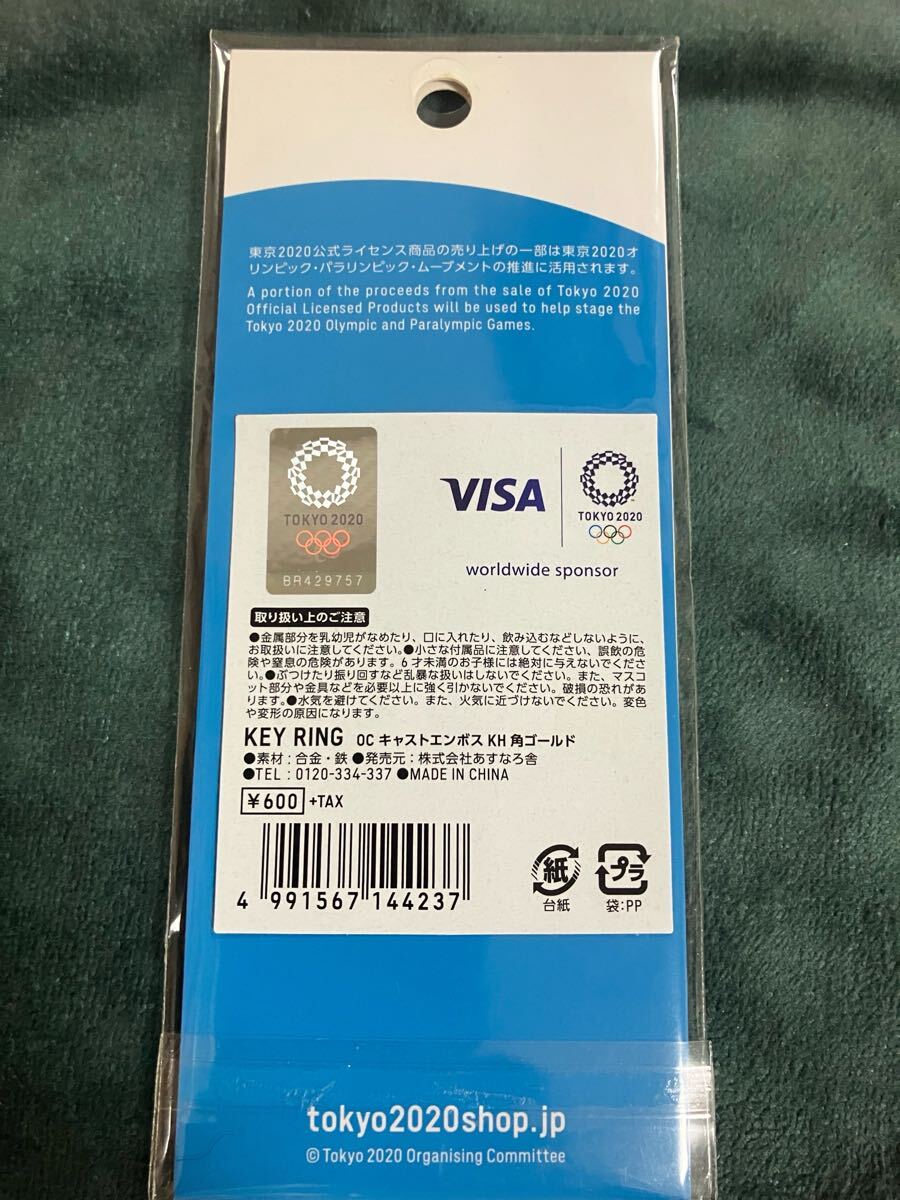 東京2020公式ライセンス商品の売り上げの一部は東京2020オ
リンピック・パラリンピック・ムーブメントの推進に活用されます。
A portion of the proceeds from the sale of Tokyo 2020
Official Licensed Products will be used to help stage the
Tokyo 2020 Olympic and Paralympic Games.
TOKYO 2020
BR429757
VISA
TOKYO 2020
worldwide sponsor
取り扱い上のご注意
●金属部分を乳幼児がなめたり、口に入れたり、飲み込むなどしないように、
お取扱いに注意してください。●小さな付属品に注意してください、誤飲の危
険や窒息の危険があります。6才未満のお子様には絶対に与えないでくださ
い。●ぶつけたり振り回すなど乱暴な扱いはしないでください。また、マスコ
ット部分や金具などを必要以上に強く引かないでください。破損の恐れがあ
ります。●水気を避けてください。また、火気に近づけないでください。変色
や変形の原因になります。
KEY RING OC キャストエンボス KH 角ゴールド
●素材：合金・鉄 ●発売元：株式会社あすなろ舎
●TEL：0120-334-337 ●MADE IN CHINA
¥600 +TAX
4 991567 144237
紙
台紙
プラ
袋:PP
tokyo2020shop.jp
© Tokyo 2020 Organising Committee